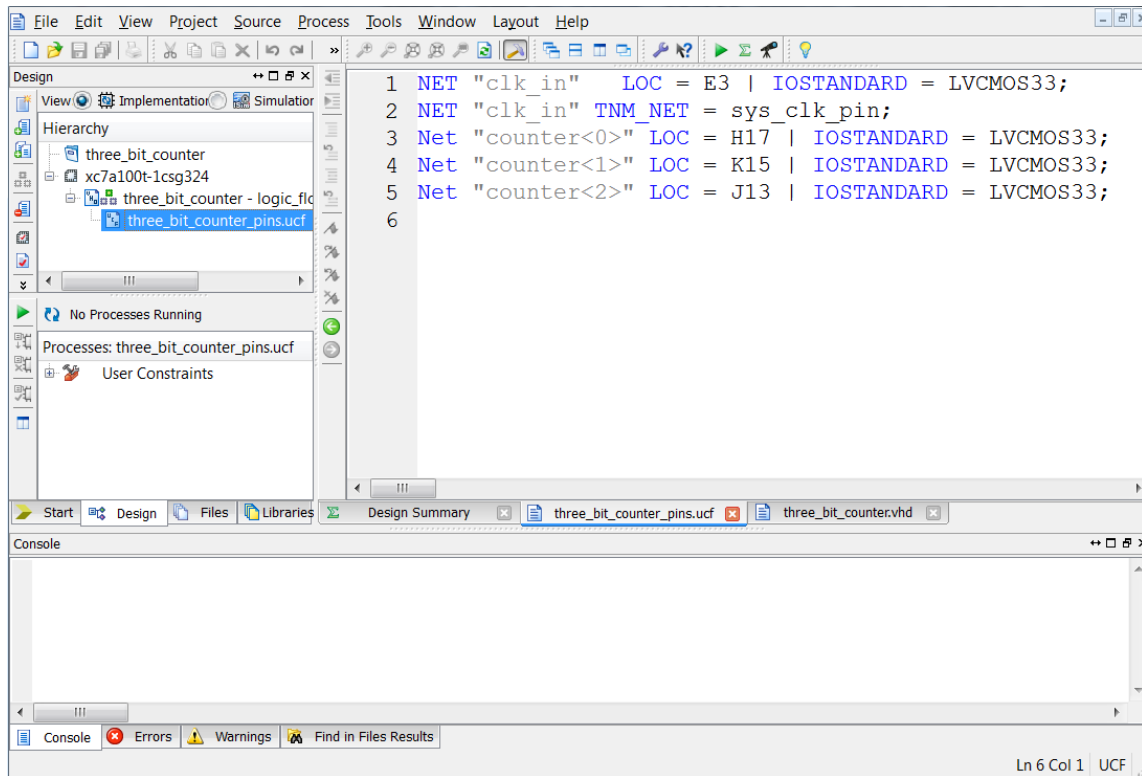 File Edit View Project Source Process Tools Window Layout Help
»
Design
View Implementation Simulation
Hierarchy
three_bit_counter
xc7a100t-1csg324
three_bit_counter - logic_flo
three_bit_counter_pins.ucf
No Processes Running
Processes: three_bit_counter_pins.ucf
User Constraints
1 NET "clk_in" LOC = E3 | IOSTANDARD = LVCMOS33;
2 NET "clk_in" TNM_NET = sys_clk_pin;
3 Net "counter<0>" LOC = H17 | IOSTANDARD = LVCMOS33;
4 Net "counter<1>" LOC = K15 | IOSTANDARD = LVCMOS33;
5 Net "counter<2>" LOC = J13 | IOSTANDARD = LVCMOS33;
6
Start Design Files Libraries Σ Design Summary three_bit_counter_pins.ucf three_bit_counter.vhd
Console
Console Errors Warnings Find in Files Results
Ln 6 Col 1 UCF